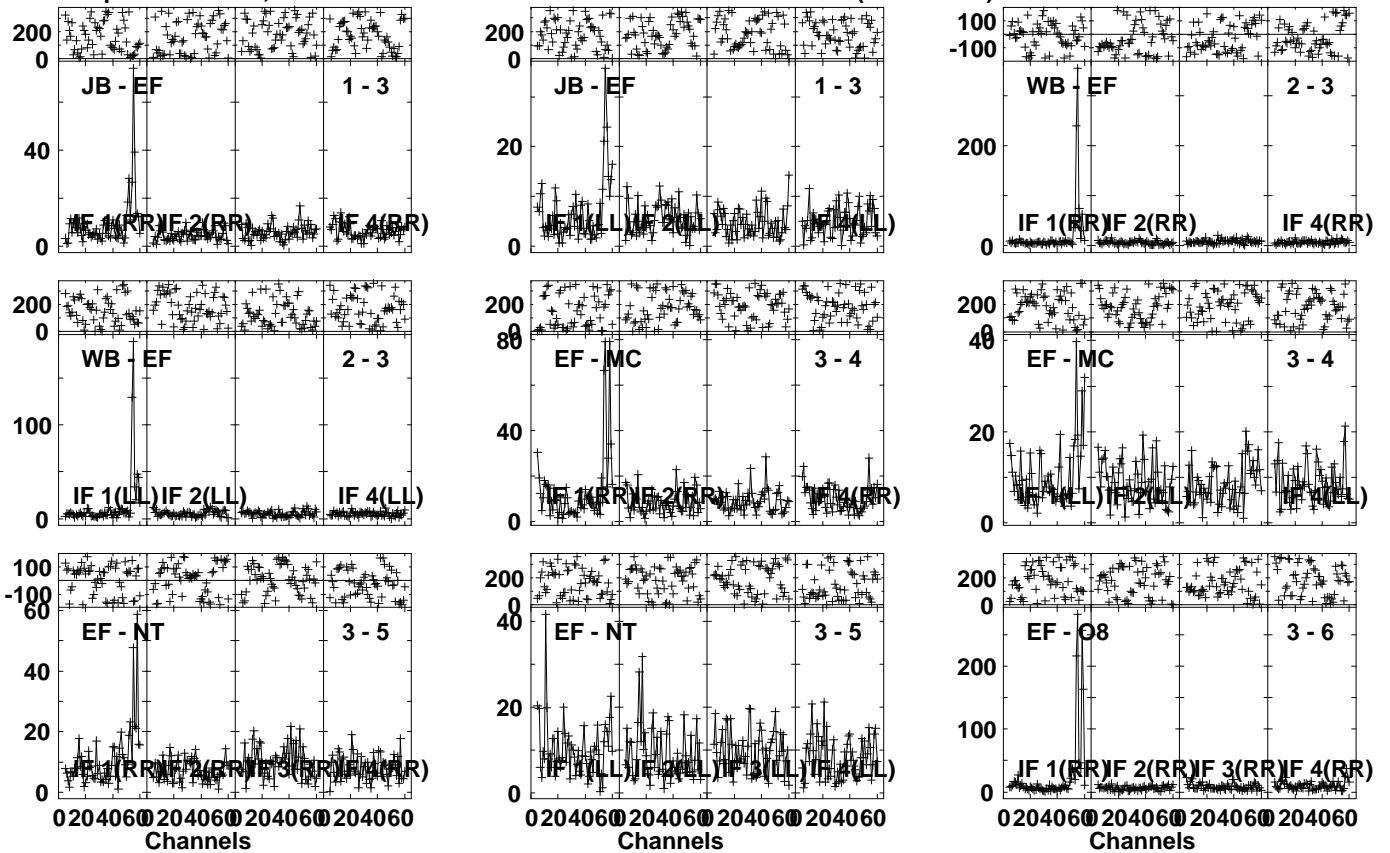 200 200 100
0 0 -100
JB - EF 1 - 3 JB - EF 1 - 3 WB - EF 2 - 3
40 20 200
IF 1(RR) IF 2(RR) IF 4(RR) IF 1(LL) IF 2(LL) IF 4(LL) IF 1(RR) IF 2(RR) IF 4(RR)
0 0 0
200 200 200
0 0 0
80 40
WB - EF 2 - 3 EF - MC 3 - 4 EF - MC 3 - 4
100 40 20
IF 1(LL) IF 2(LL) IF 4(LL) IF 1(RR) IF 2(RR) IF 4(RR) IF 1(LL) IF 2(LL) IF 4(LL)
0 0 0
100 200 200
-100 0 0
60 40
EF - NT 3 - 5 EF - NT 3 - 5 EF - O8 3 - 6
40 20 200
20 100
IF 1(RR) IF 2(RR) IF 3(RR) IF 4(RR) IF 1(LL) IF 2(LL) IF 3(LL) IF 4(LL) IF 1(RR) IF 2(RR) IF 3(RR) IF 4(RR)
0 0 0
0 20 40 60 0 20 40 60 0 20 40 60 0 20 40 60 0 20 40 60 0 20 40 60 0 20 40 60 0 20 40 60 0 20 40 60 0 20 40 60 0 20 40 60 0 20 40 60
Channels Channels Channels